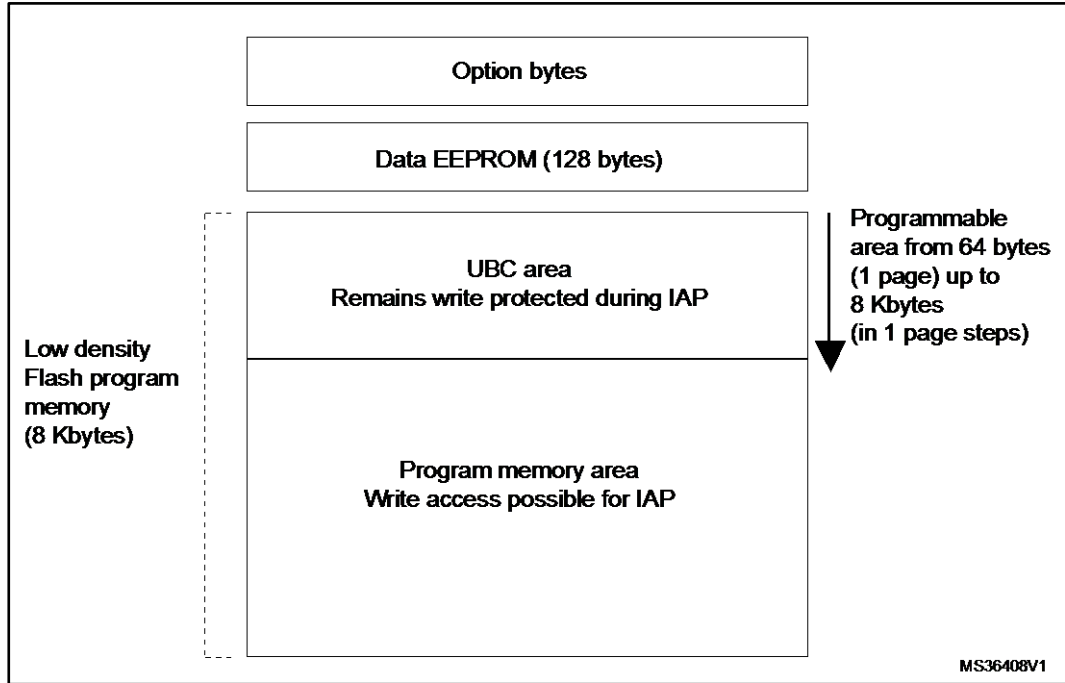 Option bytes
Data EEPROM (128 bytes)
UBC area
Remains write protected during IAP
Programmable
area from 64 bytes
(1 page) up to
8 Kbytes
(in 1 page steps)
Low density
Flash program
memory
(8 Kbytes)
Program memory area
Write access possible for IAP
MS36408V1